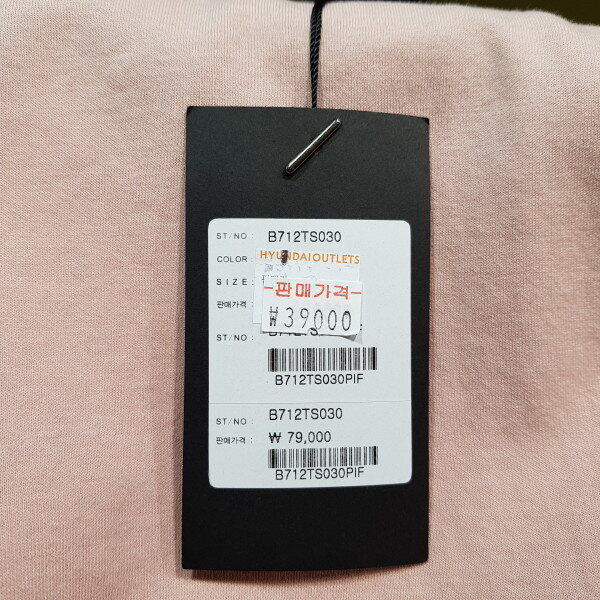 ST/NO : B712TS030
COLOR : HYUNDAIOUTLETS
SIZE :
-판매가격-
판매가격 : ₩39000
ST/NO :
B712TS030PIF
ST/NO : B712TS030
판매가격 : ₩ 79,000
B712TS030PIF